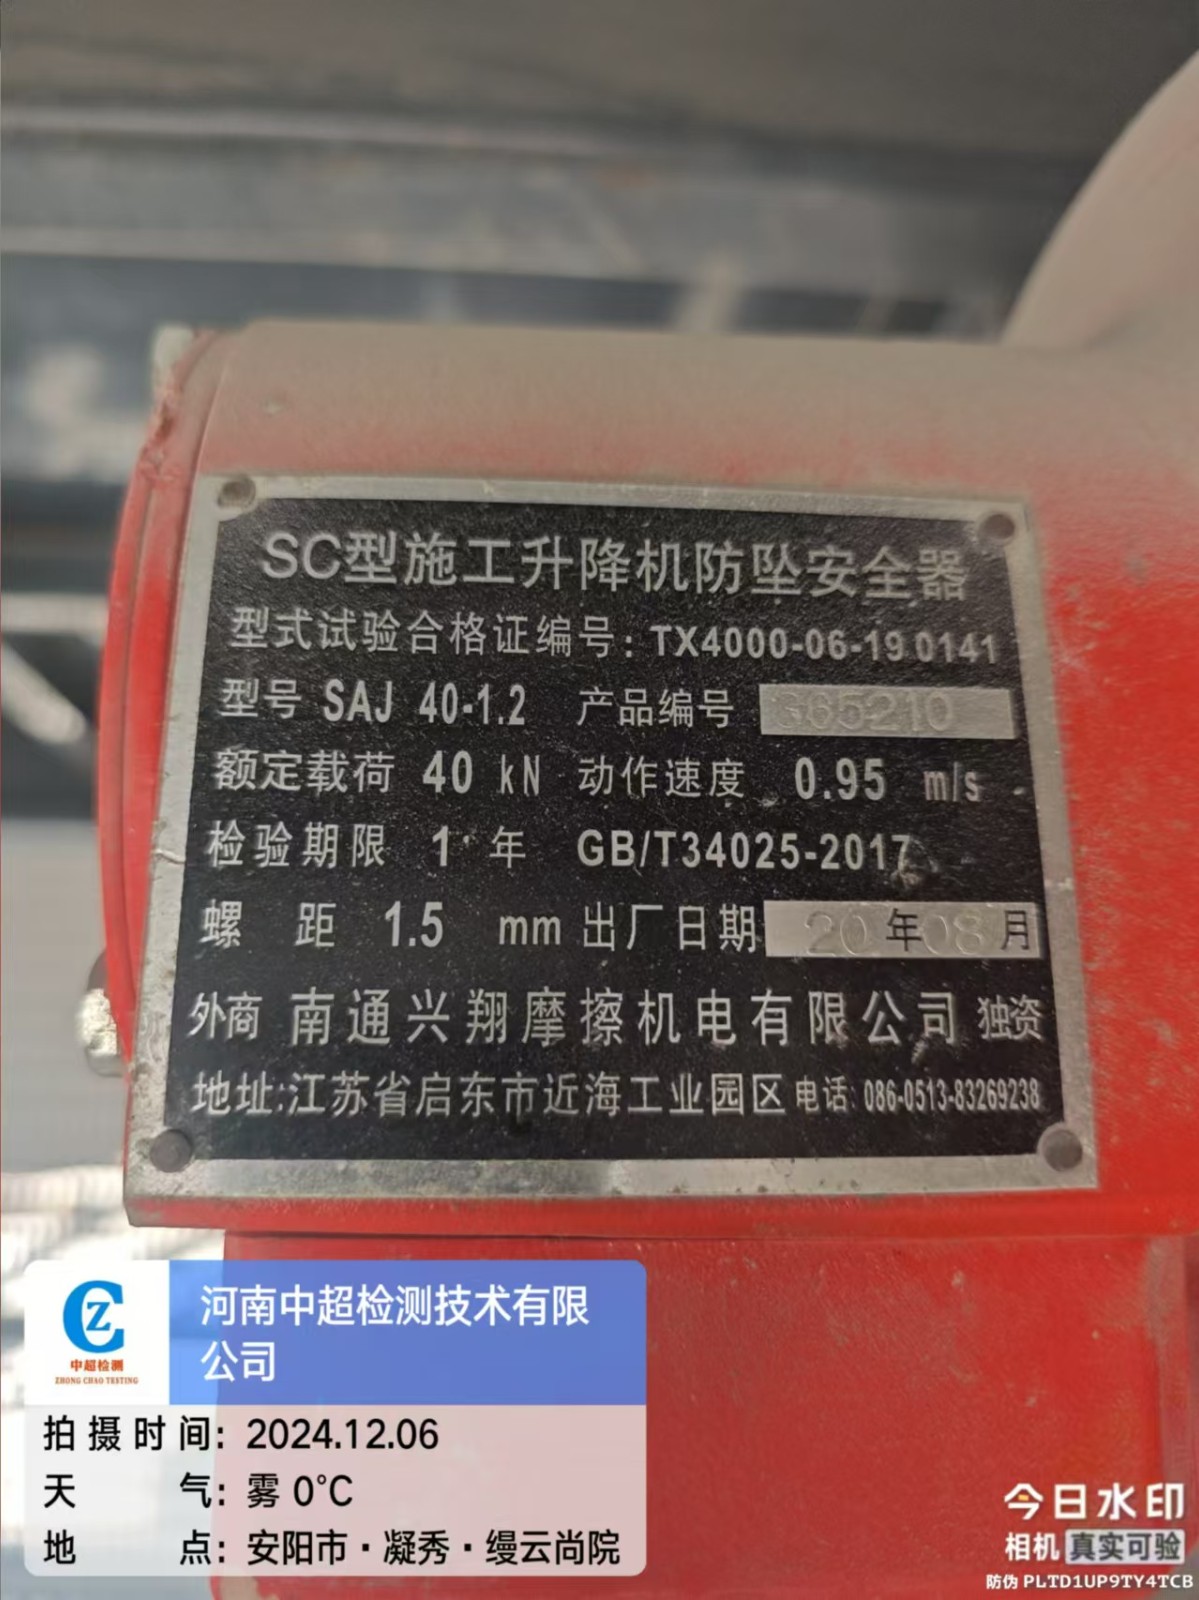 SC型施工升降机防坠安全器
型式试验合格证编号：TX4000-06-19 0141
型号 SAJ 40-1.2 产品编号 365210
额定载荷 40 kN 动作速度 0.95 m/s
检验期限 1 年 GB/T34025-2017
螺 距 1.5 mm 出厂日期 20年08月
外商 南通兴翔摩擦机电有限公司 独资
地址:江苏省启东市近海工业园区 电话: 086-0513-83269238
CZ
中超检测
ZHONG CHAO TESTING
河南中超检测技术有限
公司
拍摄时间: 2024.12.06
天 气: 雾 0℃
地 点: 安阳市·凝秀·缦云尚院
今日水印
相机 真实可验
防伪 PLTD1UP9TY4TCB